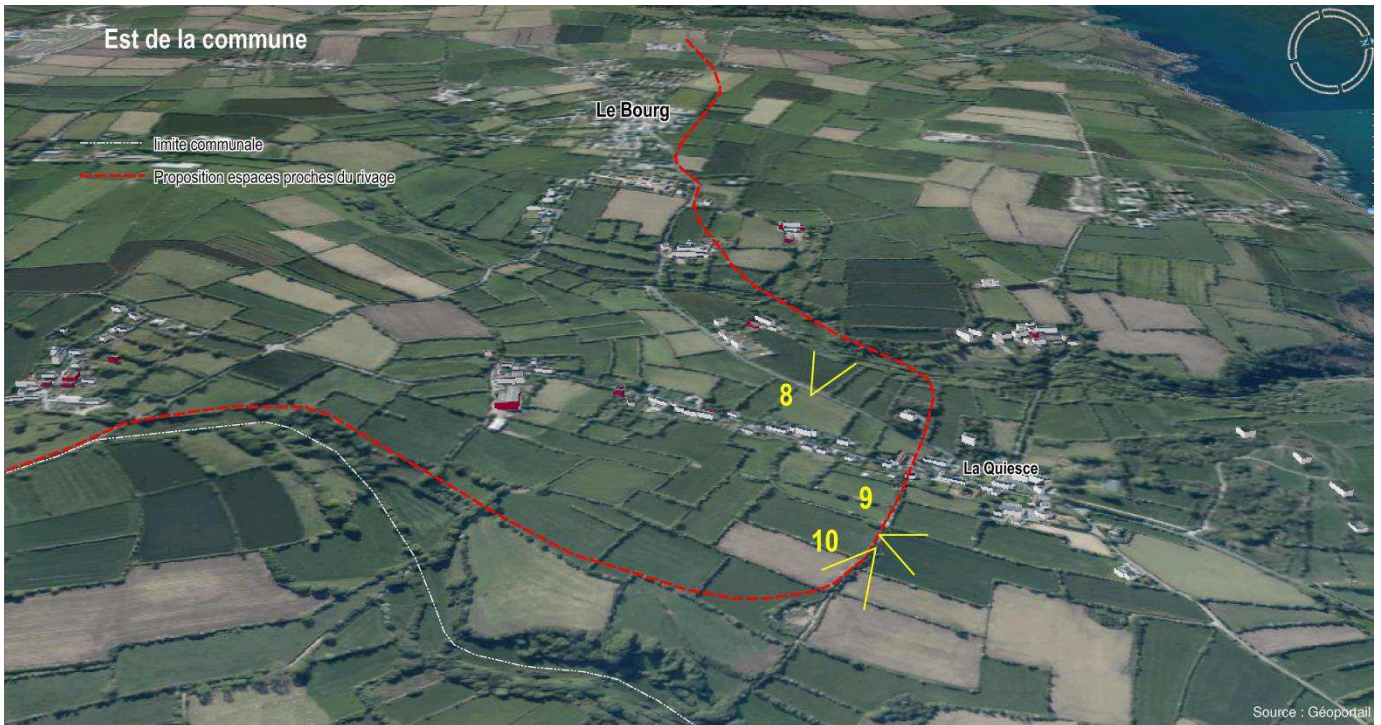 Est de la commune
Le Bourg
limite communale
Proposition espaces proches du rivage
8
La Quiesce
9
10
Source : Géoportail